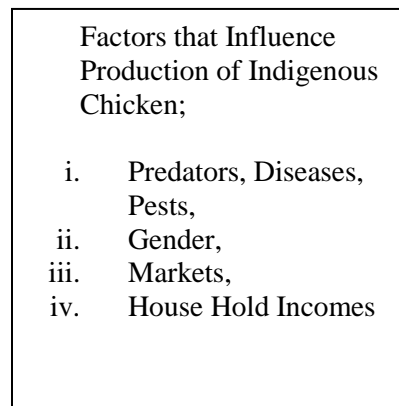 Factors that Influence
Production of Indigenous
Chicken;
i. Predators, Diseases,
Pests,
ii. Gender,
iii. Markets,
iv. House Hold Incomes